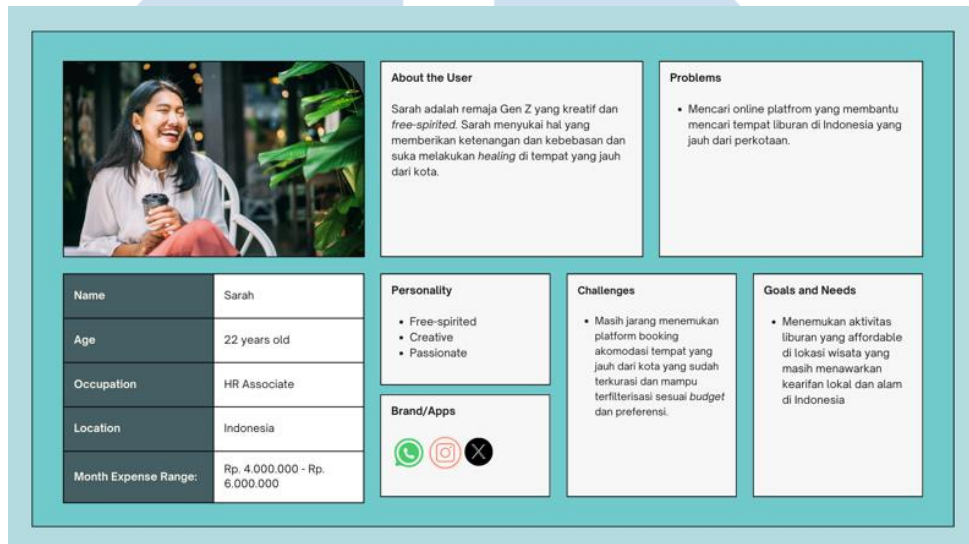 About the User
Sarah adalah remaja Gen Z yang kreatif dan
free-spirited. Sarah menyukai hal yang
memberikan ketenangan dan kebebasan dan
suka melakukan healing di tempat yang jauh
dari kota.
Problems
• Mencari online platfrom yang membantu
mencari tempat liburan di Indonesia yang
jauh dari perkotaan.
Name Sarah
Age 22 years old
Occupation HR Associate
Location Indonesia
Month Expense Range: Rp. 4.000.000 - Rp.
6.000.000
Personality
• Free-spirited
• Creative
• Passionate
Brand/Apps
Challenges
• Masih jarang menemukan
platform booking
akomodasi tempat yang
jauh dari kota yang sudah
terkurasi dan mampu
terfilterisasi sesuai budget
dan preferensi.
Goals and Needs
• Menemukan aktivitas
liburan yang affordable
di lokasi wisata yang
masih menawarkan
kearifan lokal dan alam
di Indonesia